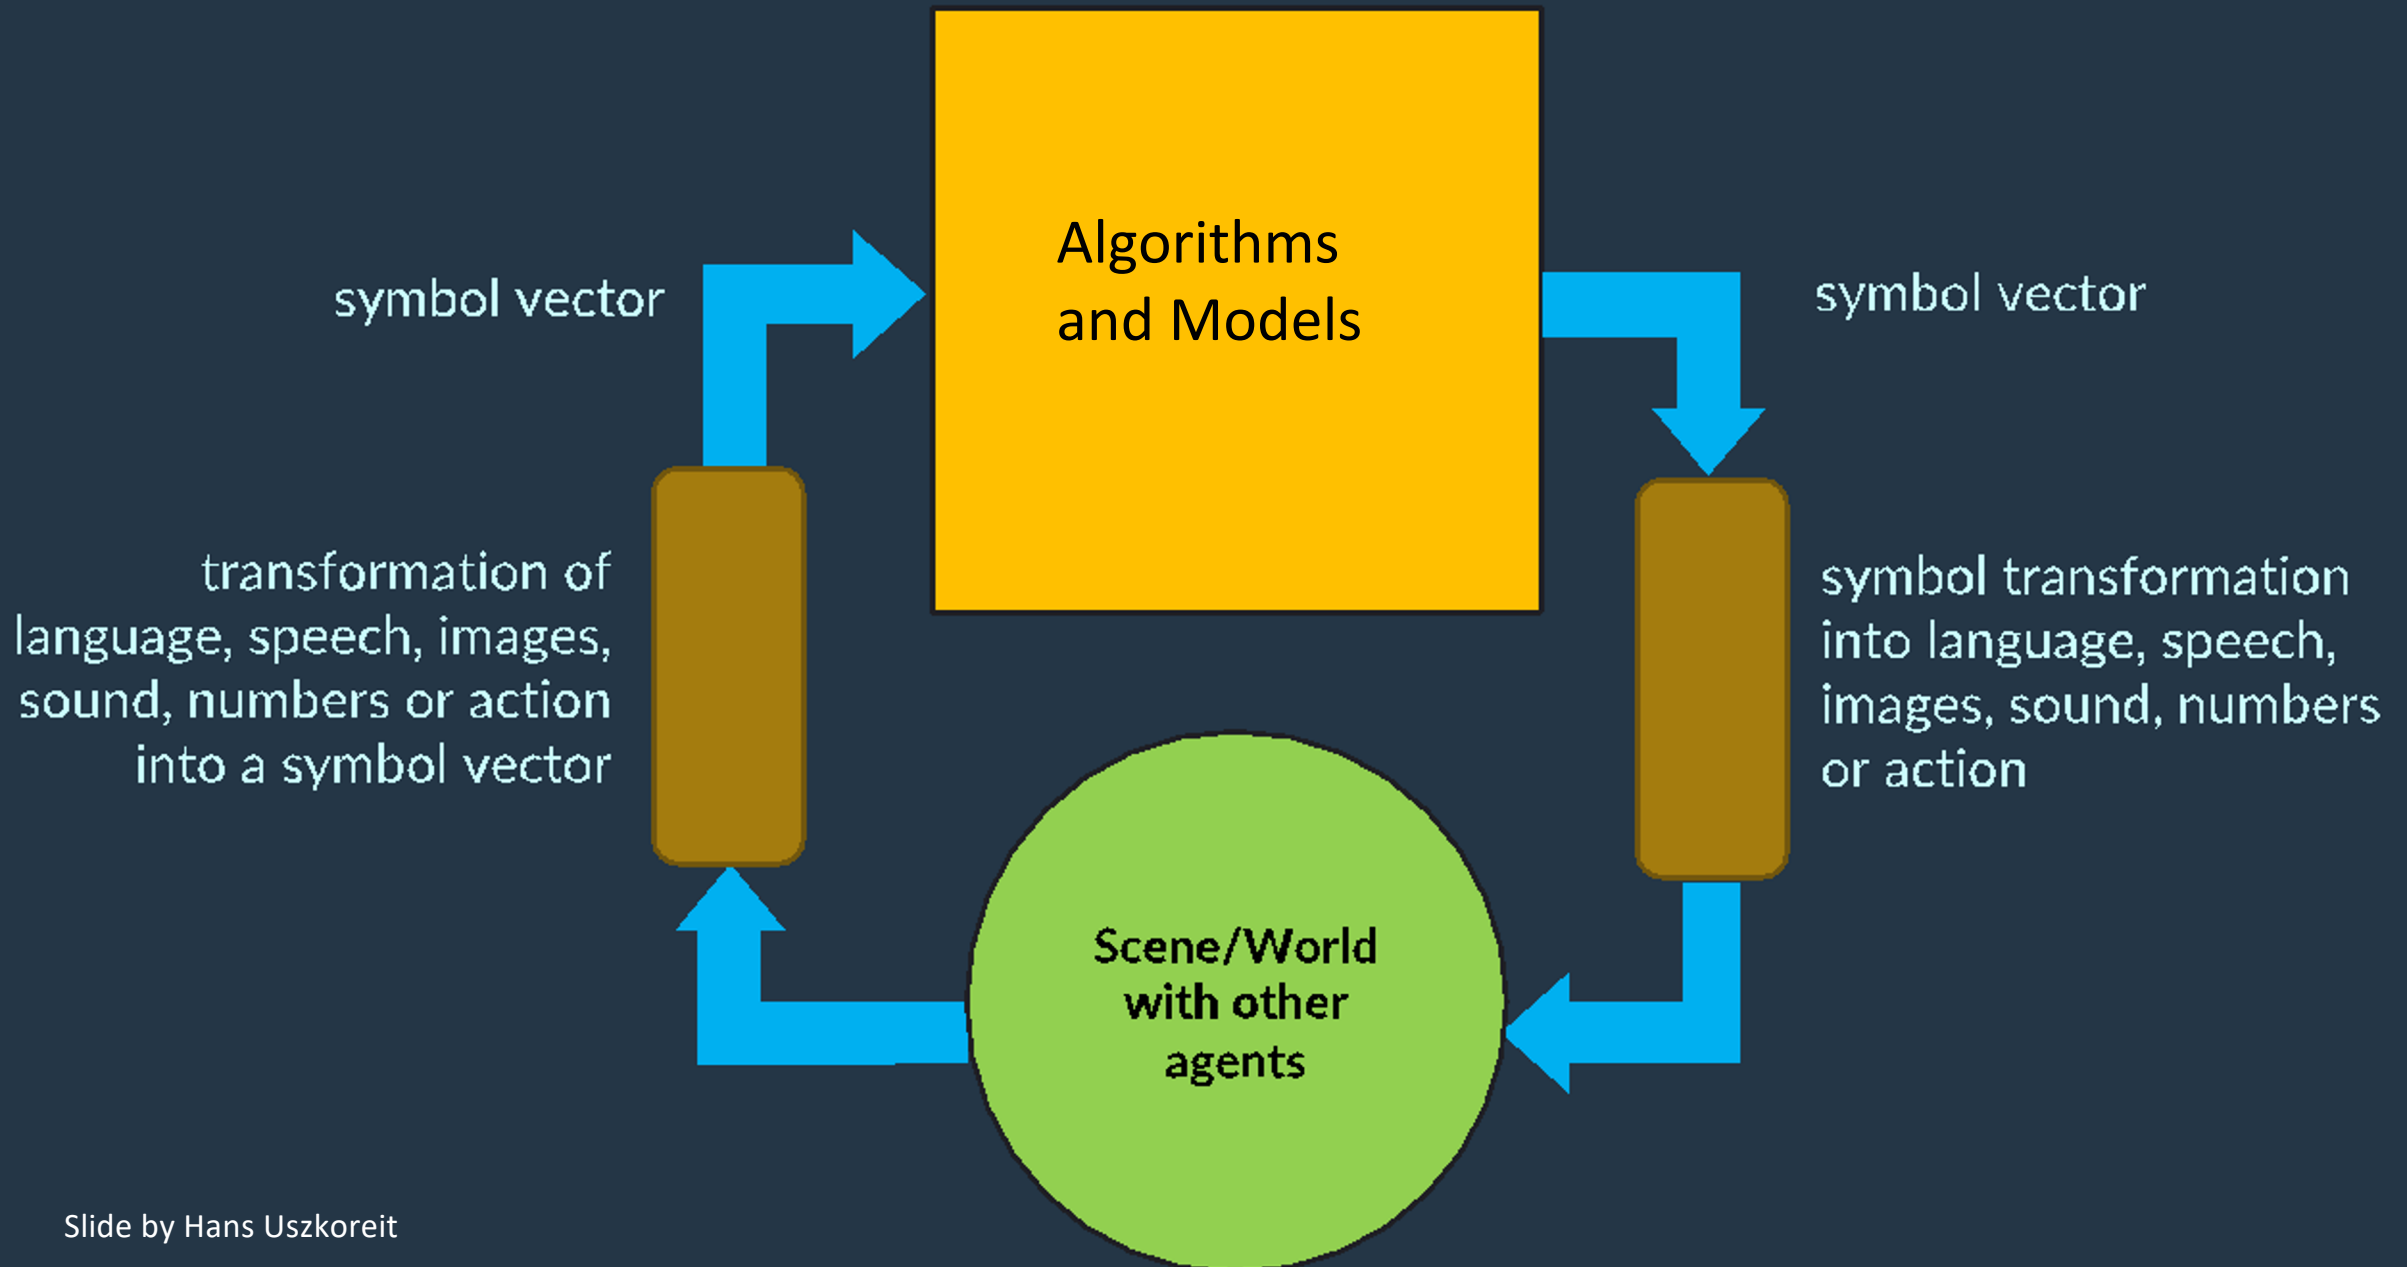 Algorithms
and Models
symbol vector
symbol vector
transformation of
language, speech, images,
sound, numbers or action
into a symbol vector
symbol transformation
into language, speech,
images, sound, numbers
or action
Scene/World
with other
agents
Slide by Hans Uszkoreit